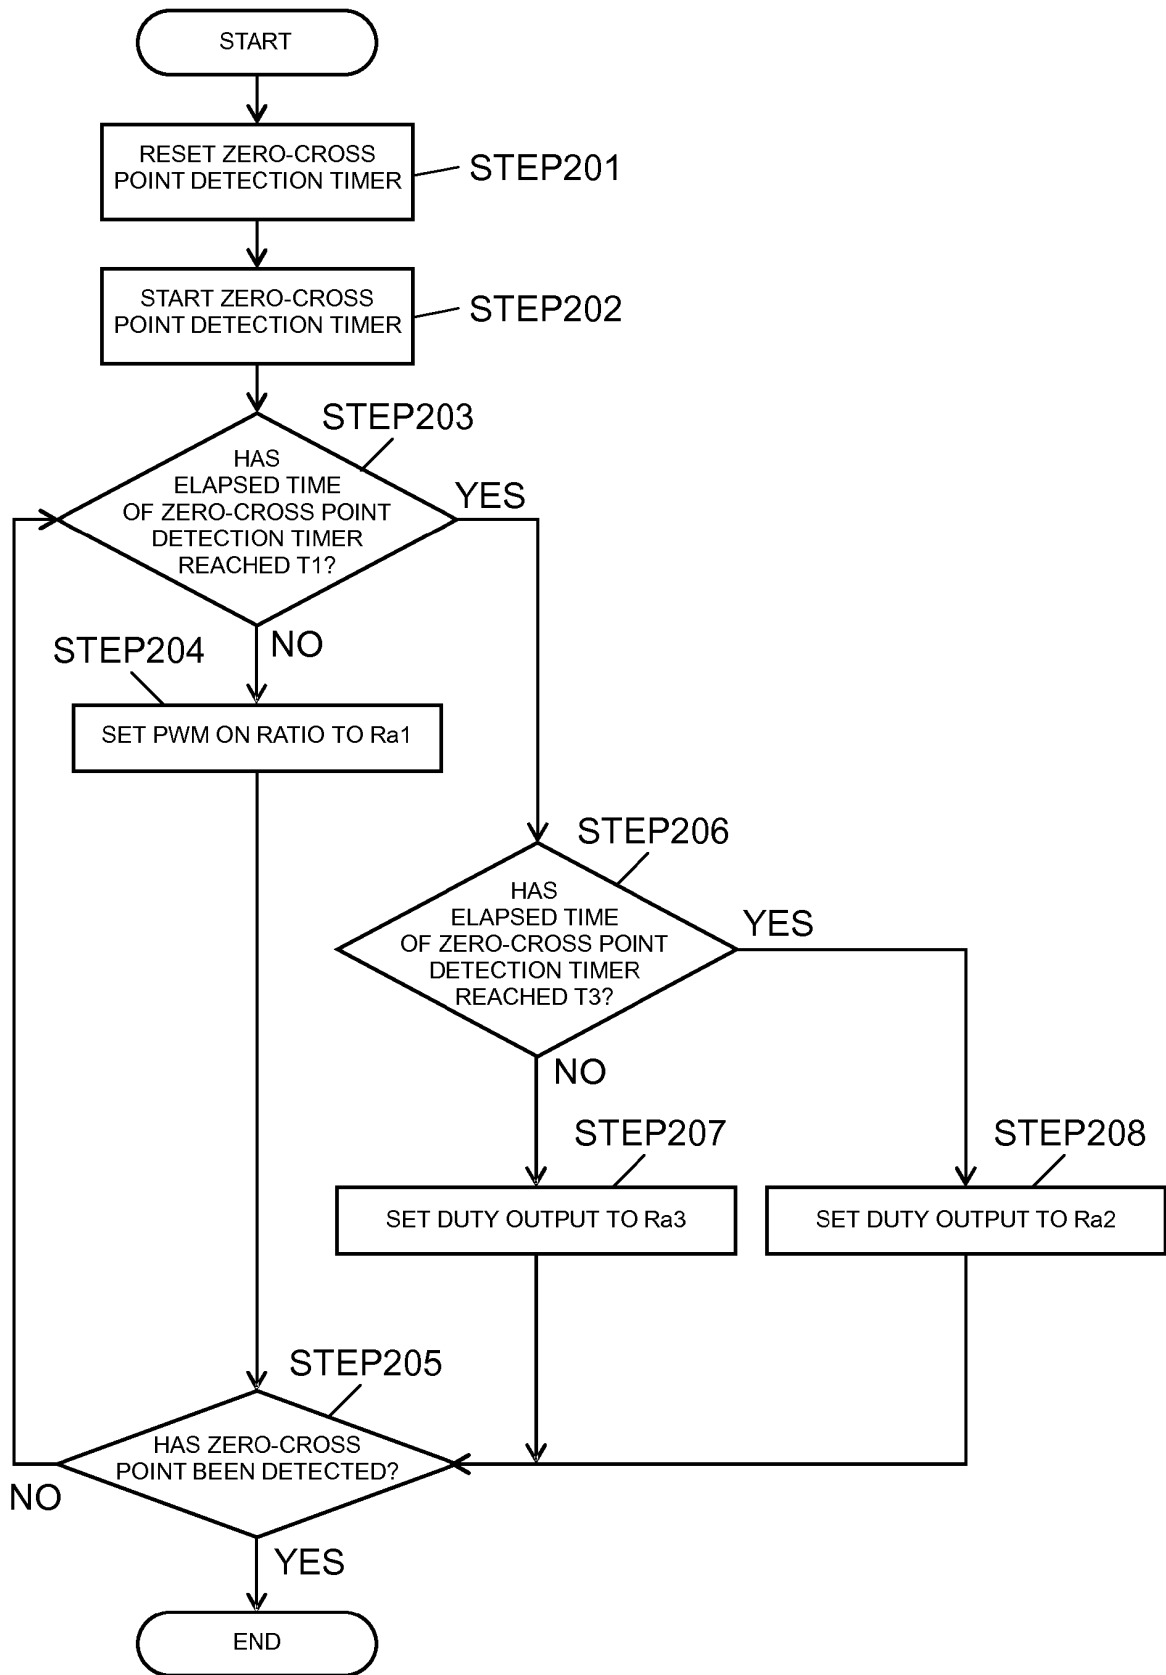 START
RESET ZERO-CROSS
POINT DETECTION TIMER
STEP201
START ZERO-CROSS
POINT DETECTION TIMER
STEP202
STEP203
HAS
ELAPSED TIME
OF ZERO-CROSS POINT
DETECTION TIMER
REACHED T1?
YES
NO
STEP204
SET PWM ON RATIO TO Ra1
STEP206
HAS
ELAPSED TIME
OF ZERO-CROSS POINT
DETECTION TIMER
REACHED T3?
YES
NO
STEP207
SET DUTY OUTPUT TO Ra3
STEP208
SET DUTY OUTPUT TO Ra2
STEP205
HAS ZERO-CROSS
POINT BEEN DETECTED?
NO
YES
END